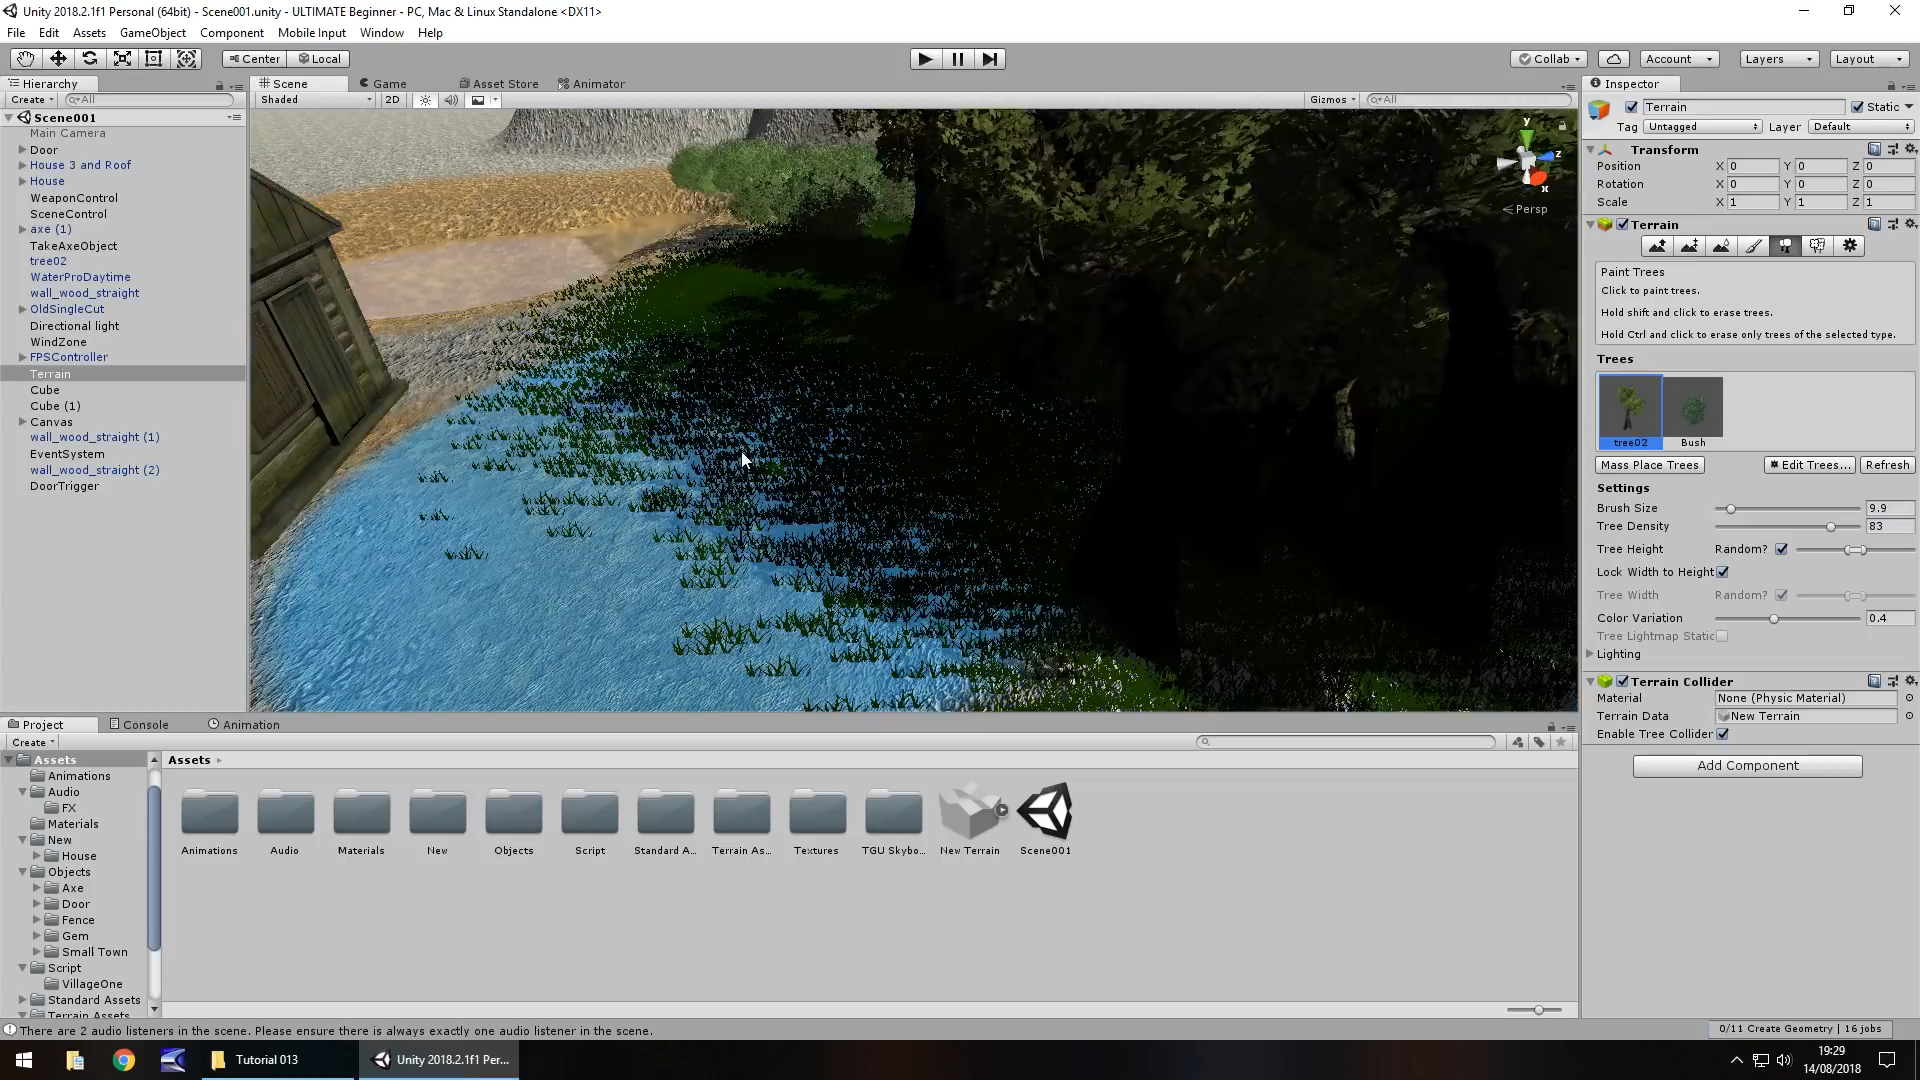 Unity 2018.2.1f1 Personal (64bit) - Scene001.unity - ULTIMATE Beginner - PC, Mac & Linux Standalone <DX11>
File Edit Assets GameObject Component Mobile Input Window Help
Center Local Collab Account Layers Layout
Hierarchy
Create All
Scene001
Main Camera
Door
House 3 and Roof
House
WeaponControl
SceneControl
axe (1)
TakeAxeObject
tree02
WaterProDaytime
wall_wood_straight
OldSingleCut
Directional light
WindZone
FPSController
Terrain
Cube
Cube (1)
Canvas
wall_wood_straight (1)
EventSystem
wall_wood_straight (2)
DoorTrigger
Scene Game Asset Store Animator
Shaded 2D Gizmos All
y
z
x
Persp
Inspector
Terrain Static
Tag Untagged Layer Default
Transform
Position X 0 Y 0 Z 0
Rotation X 0 Y 0 Z 0
Scale X 1 Y 1 Z 1
Terrain
Paint Trees
Click to paint trees.
Hold shift and click to erase trees.
Hold Ctrl and click to erase only trees of the selected type.
Trees
tree02 Bush
Mass Place Trees Edit Trees... Refresh
Settings
Brush Size 9.9
Tree Density 83
Tree Height Random?
Lock Width to Height
Tree Width Random?
Color Variation 0.4
Tree Lightmap Static
Lighting
Terrain Collider
Material None (Physic Material)
Terrain Data New Terrain
Enable Tree Collider
Add Component
Project Console Animation
Create
Assets
Animations
Audio
FX
Materials
New
House
Objects
Axe
Door
Fence
Gem
Small Town
Script
VillageOne
Standard Assets
Terrain Assets
Assets
Animations Audio Materials New Objects Script Standard A... Terrain As... Textures TGU Skybo... New Terrain Scene001
There are 2 audio listeners in the scene. Please ensure there is always exactly one audio listener in the scene.
0/11 Create Geometry | 16 jobs
Tutorial 013
Unity 2018.2.1f1 Per...
19:29
14/08/2018